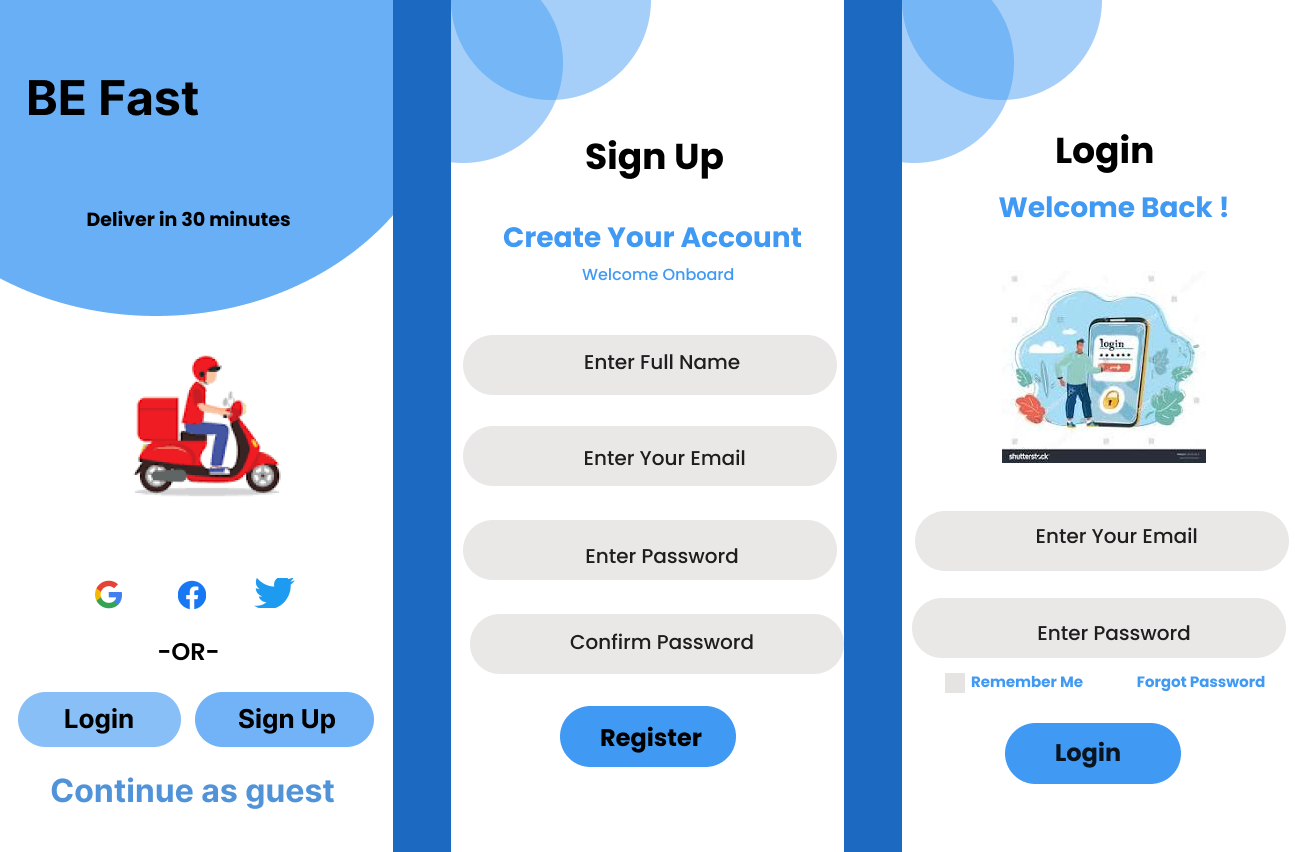 BE Fast
Deliver in 30 minutes
-OR-
Login
Sign Up
Continue as guest
Sign Up
Create Your Account
Welcome Onboard
Enter Full Name
Enter Your Email
Enter Password
Confirm Password
Register
Login
Welcome Back !
login
shutterstock
Enter Your Email
Enter Password
Remember Me
Forgot Password
Login